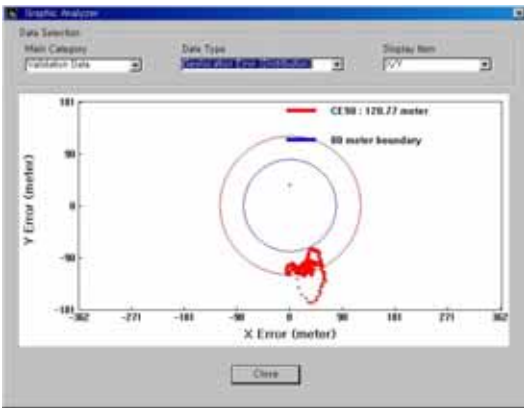 Graphic Analyzer
Data Selection
Main Category
Data Type
Display Item
Validation Data
Geolocation Error Distribution
X/Y
181
CE90 : 120.77 meter
80 meter boundary
90
Y Error (meter)
0
-90
-181
-362
-271
-181
-90
0
90
181
271
362
X Error (meter)
Close